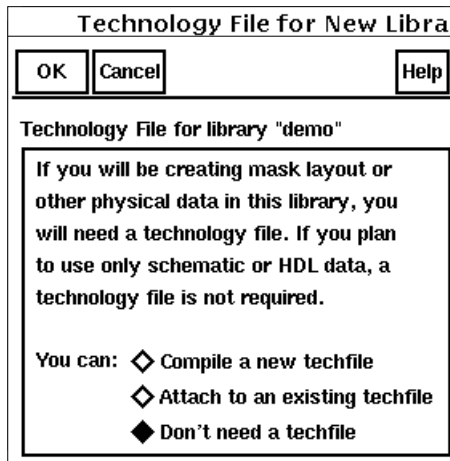 Technology File for New Libra
OK Cancel Help
Technology File for library "demo"
If you will be creating mask layout or
other physical data in this library, you
will need a technology file. If you plan
to use only schematic or HDL data, a
technology file is not required.
You can: Compile a new techfile
Attach to an existing techfile
Don't need a techfile